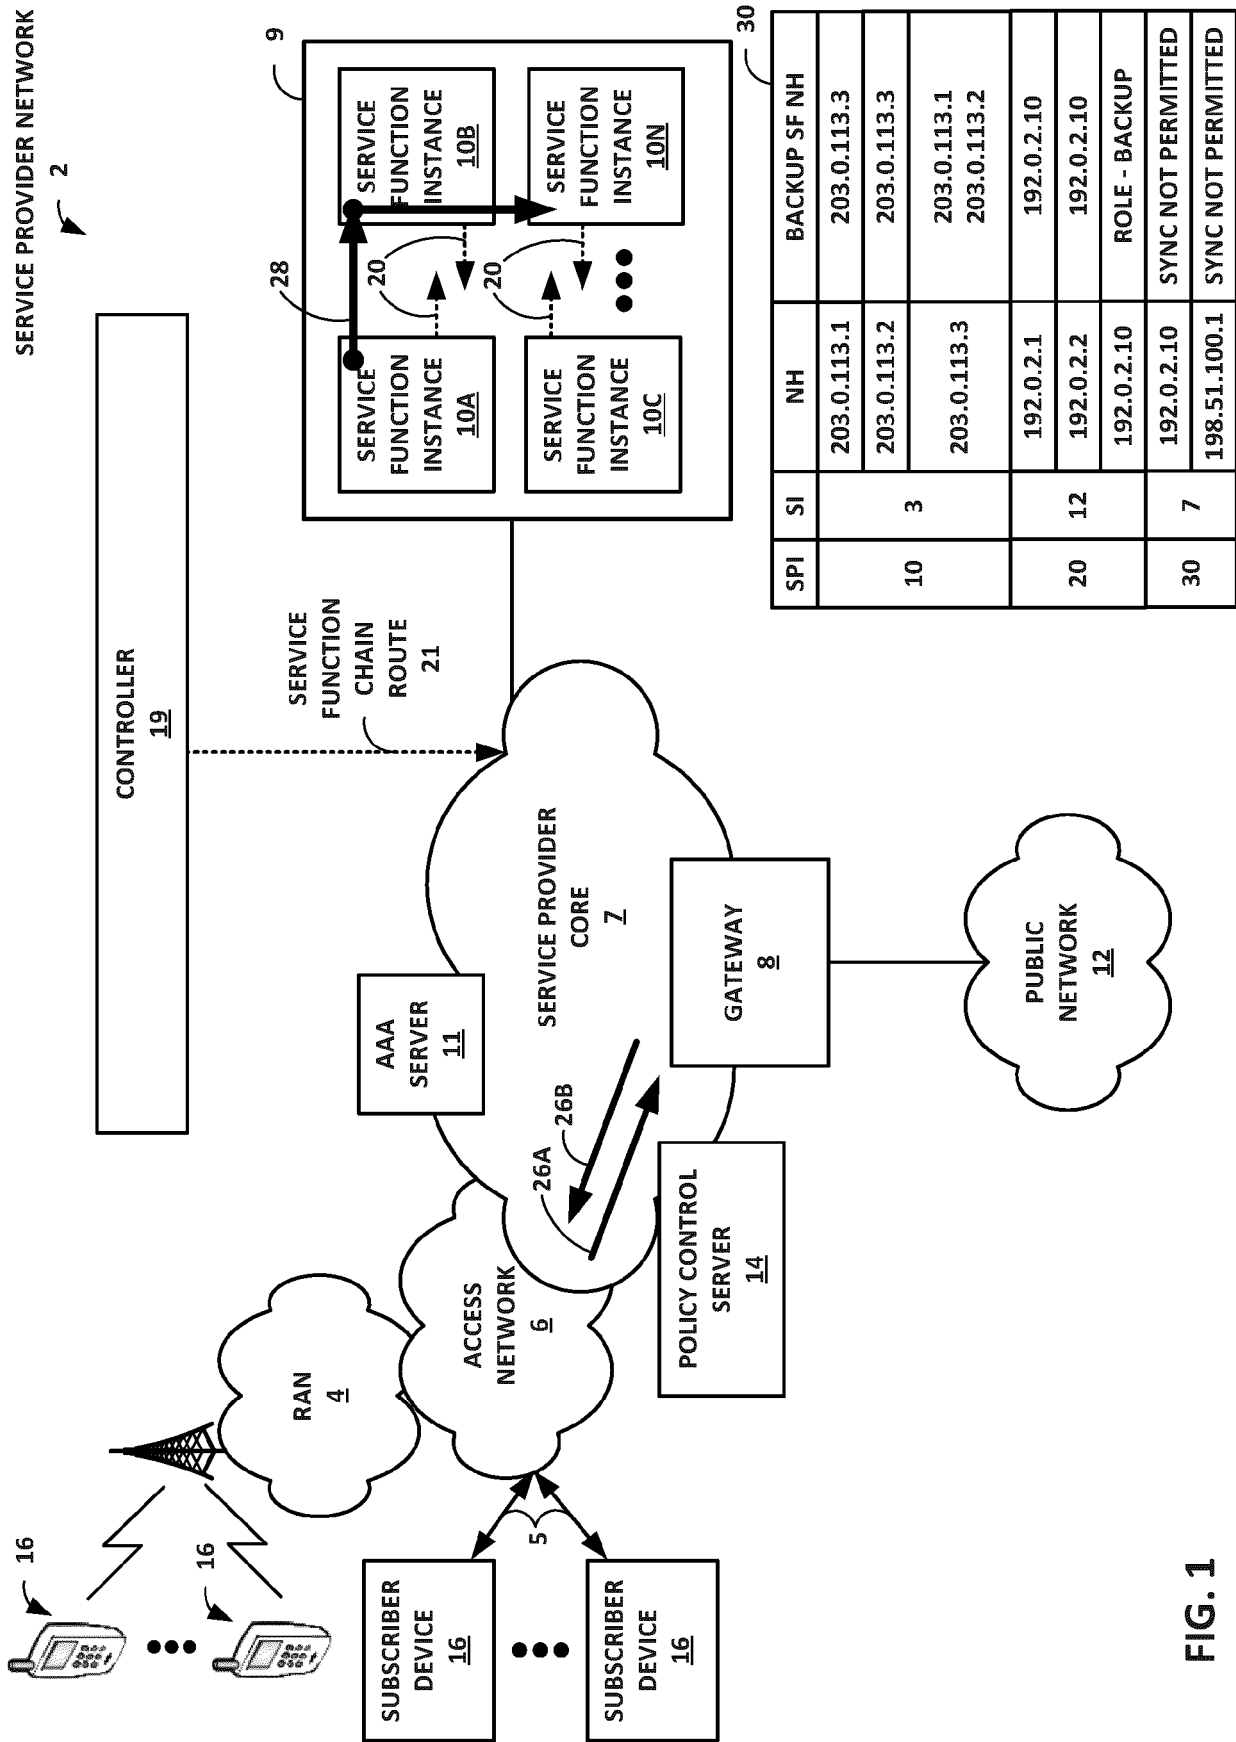 SERVICE PROVIDER NETWORK
2
CONTROLLER
19
SERVICE
FUNCTION
CHAIN
ROUTE
21
9
28
SERVICE
FUNCTION
INSTANCE
10A
SERVICE
FUNCTION
INSTANCE
10B
20
20
SERVICE
FUNCTION
INSTANCE
10C
SERVICE
FUNCTION
INSTANCE
10N
16
16
RAN
4
ACCESS
NETWORK
6
AAA
SERVER
11
SERVICE PROVIDER
CORE
7
26A
26B
SUBSCRIBER
DEVICE
16
5
SUBSCRIBER
DEVICE
16
POLICY CONTROL
SERVER
14
GATEWAY
8
PUBLIC
NETWORK
12
30
SPI SI NH BACKUP SF NH
10 3 203.0.113.1 203.0.113.3
203.0.113.2 203.0.113.3
203.0.113.3 203.0.113.1
203.0.113.2
20 12 192.0.2.1 192.0.2.10
192.0.2.2 192.0.2.10
192.0.2.10 ROLE - BACKUP
30 7 192.0.2.10 SYNC NOT PERMITTED
198.51.100.1 SYNC NOT PERMITTED
FIG. 1